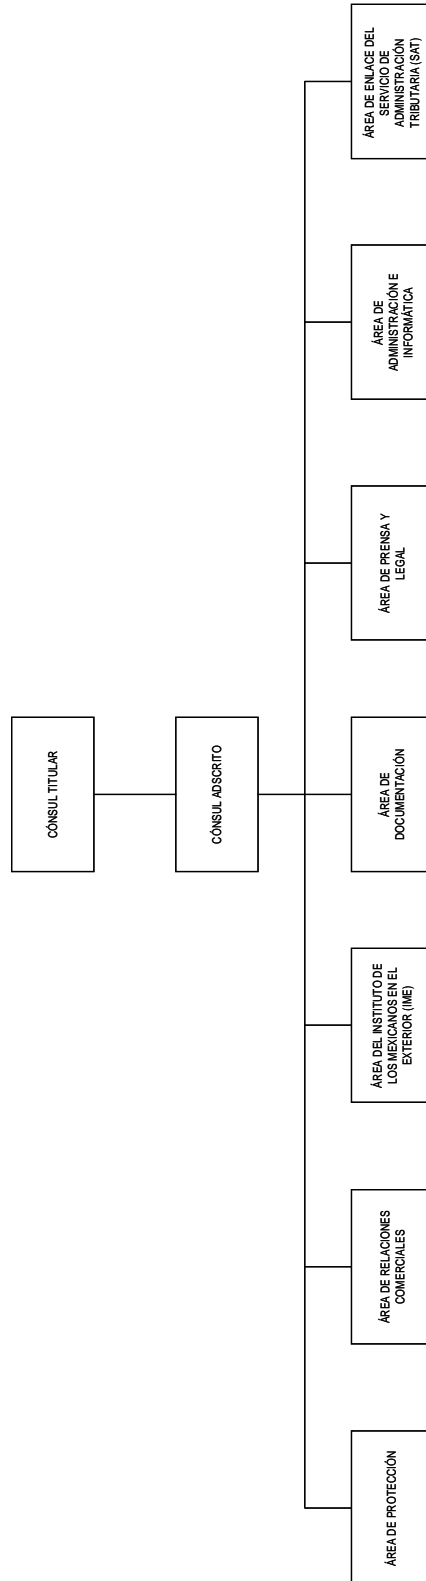 CÓNSUL TITULAR
CÓNSUL ADSCRITO
ÁREA DE PROTECCIÓN
ÁREA DE RELACIONES
COMERCIALES
ÁREA DEL INSTITUTO DE
LOS MEXICANOS EN EL
EXTERIOR (IME)
ÁREA DE
DOCUMENTACIÓN
ÁREA DE PRENSA Y
LEGAL
ÁREA DE
ADMINISTRACIÓN E
INFORMÁTICA
ÁREA DE ENLACE DEL
SERVICIO DE
ADMINISTRACIÓN
TRIBUTARIA (SAT)